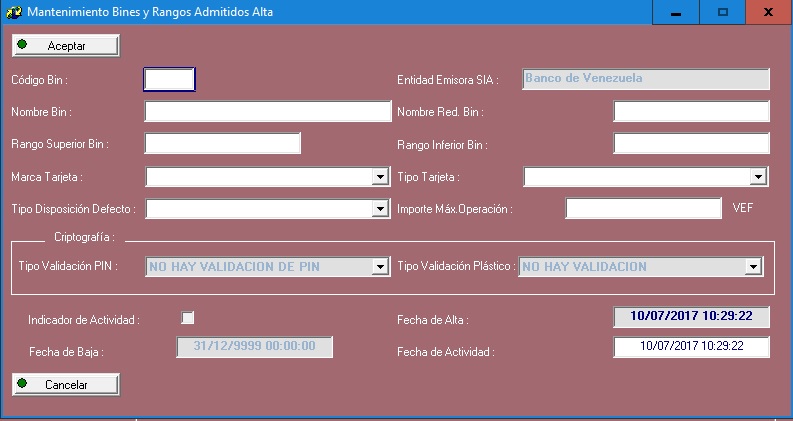 Mantenimiento Bines y Rangos Admitidos Alta
Aceptar
Código Bin :
Entidad Emisora SIA :
Banco de Venezuela
Nombre Bin :
Nombre Red. Bin :
Rango Superior Bin :
Rango Inferior Bin :
Marca Tarjeta :
Tipo Tarjeta :
Tipo Disposición Defecto :
Importe Máx.Operación :
VEF
Criptografía :
Tipo Validación PIN :
NO HAY VALIDACION DE PIN
Tipo Validación Plástico :
NO HAY VALIDACION
Indicador de Actividad :
Fecha de Alta :
10/07/2017 10:29:22
Fecha de Baja :
31/12/9999 00:00:00
Fecha de Actividad :
10/07/2017 10:29:22
Cancelar